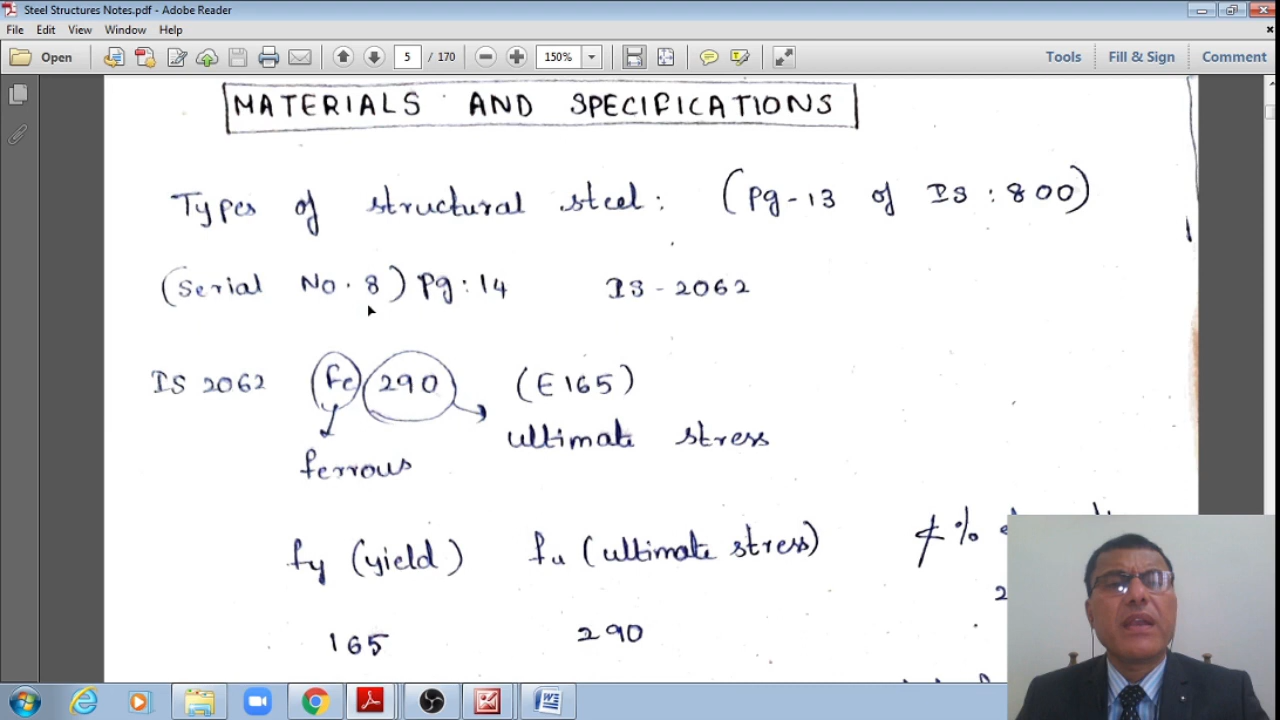 Steel Structures Notes.pdf - Adobe Reader
File Edit View Window Help
Open 5 / 170 150% Tools Fill & Sign Comment
MATERIALS AND SPECIFICATIONS
Types of structural steel: (Pg-13 of IS : 800)
(Serial No. 8) Pg : 14 IS - 2062
IS 2062 Fe 290 (E165)
ultimate stress
ferrous
fy (yield) fu (ultimate stress) %
165 290